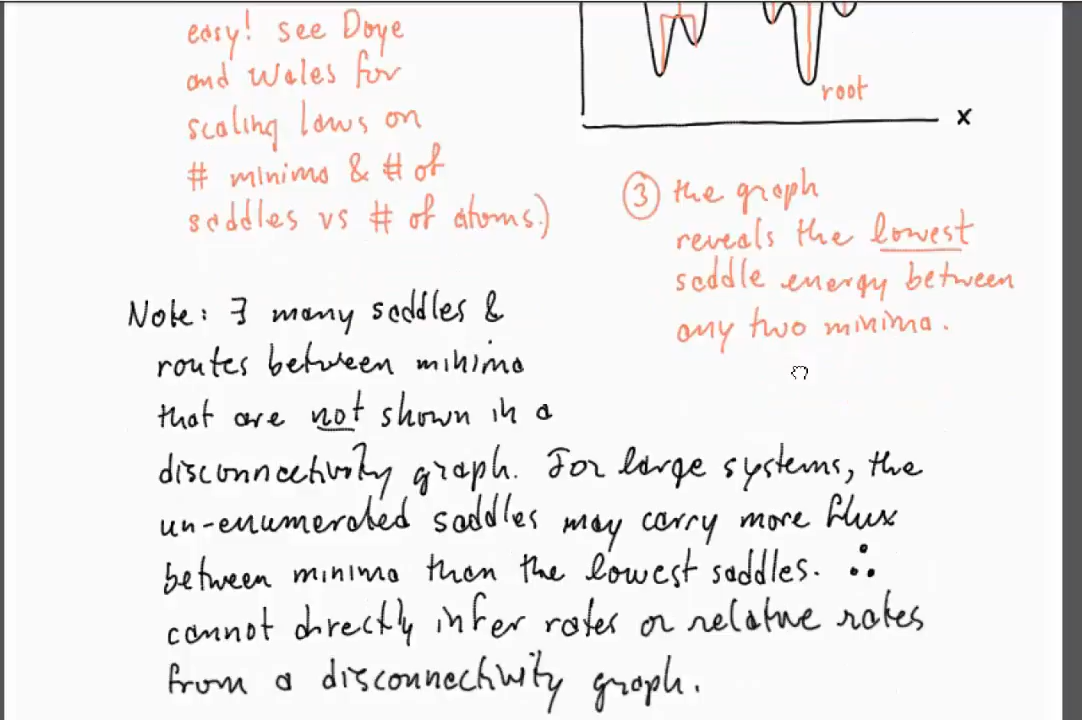 easy! see Doye
and Wales for
scaling laws on
# minima & # of
saddles vs # of atoms.)
root
x
③ the graph
reveals the lowest
saddle energy between
any two minima.
Note: ∃ many saddles &
routes between minima
that are not shown in a
disconnectivity graph. For large systems, the
un-enumerated saddles may carry more flux
between minima than the lowest saddles. ∴
cannot directly infer rates or relative rates
from a disconnectivity graph.